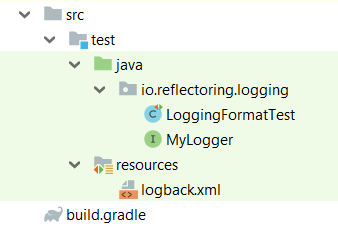 src
test
java
io.reflectoring.logging
LoggingFormatTest
MyLogger
resources
logback.xml
build.gradle